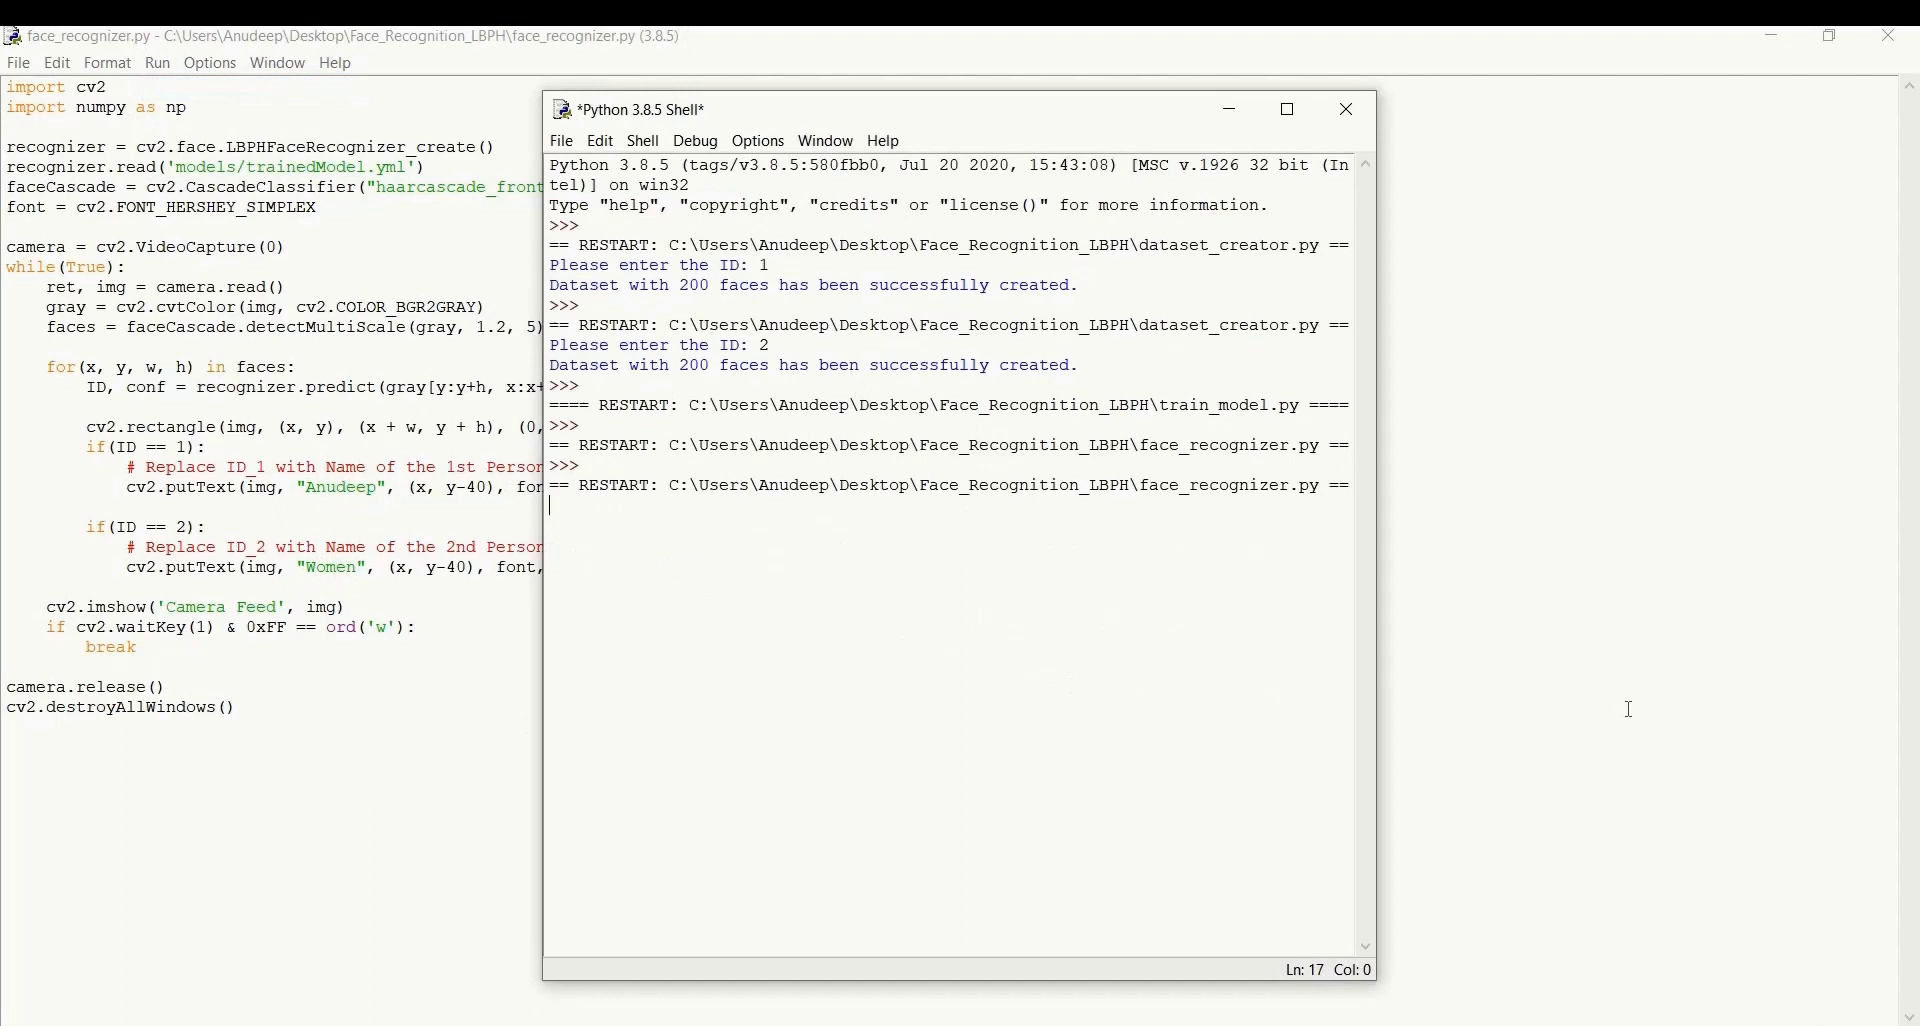 face_recognizer.py - C:\Users\Anudeep\Desktop\Face_Recognition_LBPH\face_recognizer.py (3.8.5)
File Edit Format Run Options Window Help
import cv2
import numpy as np
recognizer = cv2.face.LBPHFaceRecognizer_create()
recognizer.read('models/trainedModel.yml')
faceCascade = cv2.CascadeClassifier("haarcascade_front
font = cv2.FONT_HERSHEY_SIMPLEX
camera = cv2.VideoCapture(0)
while(True):
ret, img = camera.read()
gray = cv2.cvtColor(img, cv2.COLOR_BGR2GRAY)
faces = faceCascade.detectMultiScale(gray, 1.2, 5)
for(x, y, w, h) in faces:
ID, conf = recognizer.predict(gray[y:y+h, x:x+
cv2.rectangle(img, (x, y), (x + w, y + h), (0,
if(ID == 1):
# Replace ID_1 with Name of the 1st Person
cv2.putText(img, "Anudeep", (x, y-40), fon
if(ID == 2):
# Replace ID_2 with Name of the 2nd Person
cv2.putText(img, "Women", (x, y-40), font,
cv2.imshow('Camera Feed', img)
if cv2.waitKey(1) & 0xFF == ord('w'):
break
camera.release()
cv2.destroyAllWindows()
*Python 3.8.5 Shell*
File Edit Shell Debug Options Window Help
Python 3.8.5 (tags/v3.8.5:580fbb0, Jul 20 2020, 15:43:08) [MSC v.1926 32 bit (In
tel)] on win32
Type "help", "copyright", "credits" or "license()" for more information.
>>>
== RESTART: C:\Users\Anudeep\Desktop\Face_Recognition_LBPH\dataset_creator.py ==
Please enter the ID: 1
Dataset with 200 faces has been successfully created.
>>>
== RESTART: C:\Users\Anudeep\Desktop\Face_Recognition_LBPH\dataset_creator.py ==
Please enter the ID: 2
Dataset with 200 faces has been successfully created.
>>>
==== RESTART: C:\Users\Anudeep\Desktop\Face_Recognition_LBPH\train_model.py ====
>>>
== RESTART: C:\Users\Anudeep\Desktop\Face_Recognition_LBPH\face_recognizer.py ==
>>>
== RESTART: C:\Users\Anudeep\Desktop\Face_Recognition_LBPH\face_recognizer.py ==
Ln: 17 Col: 0